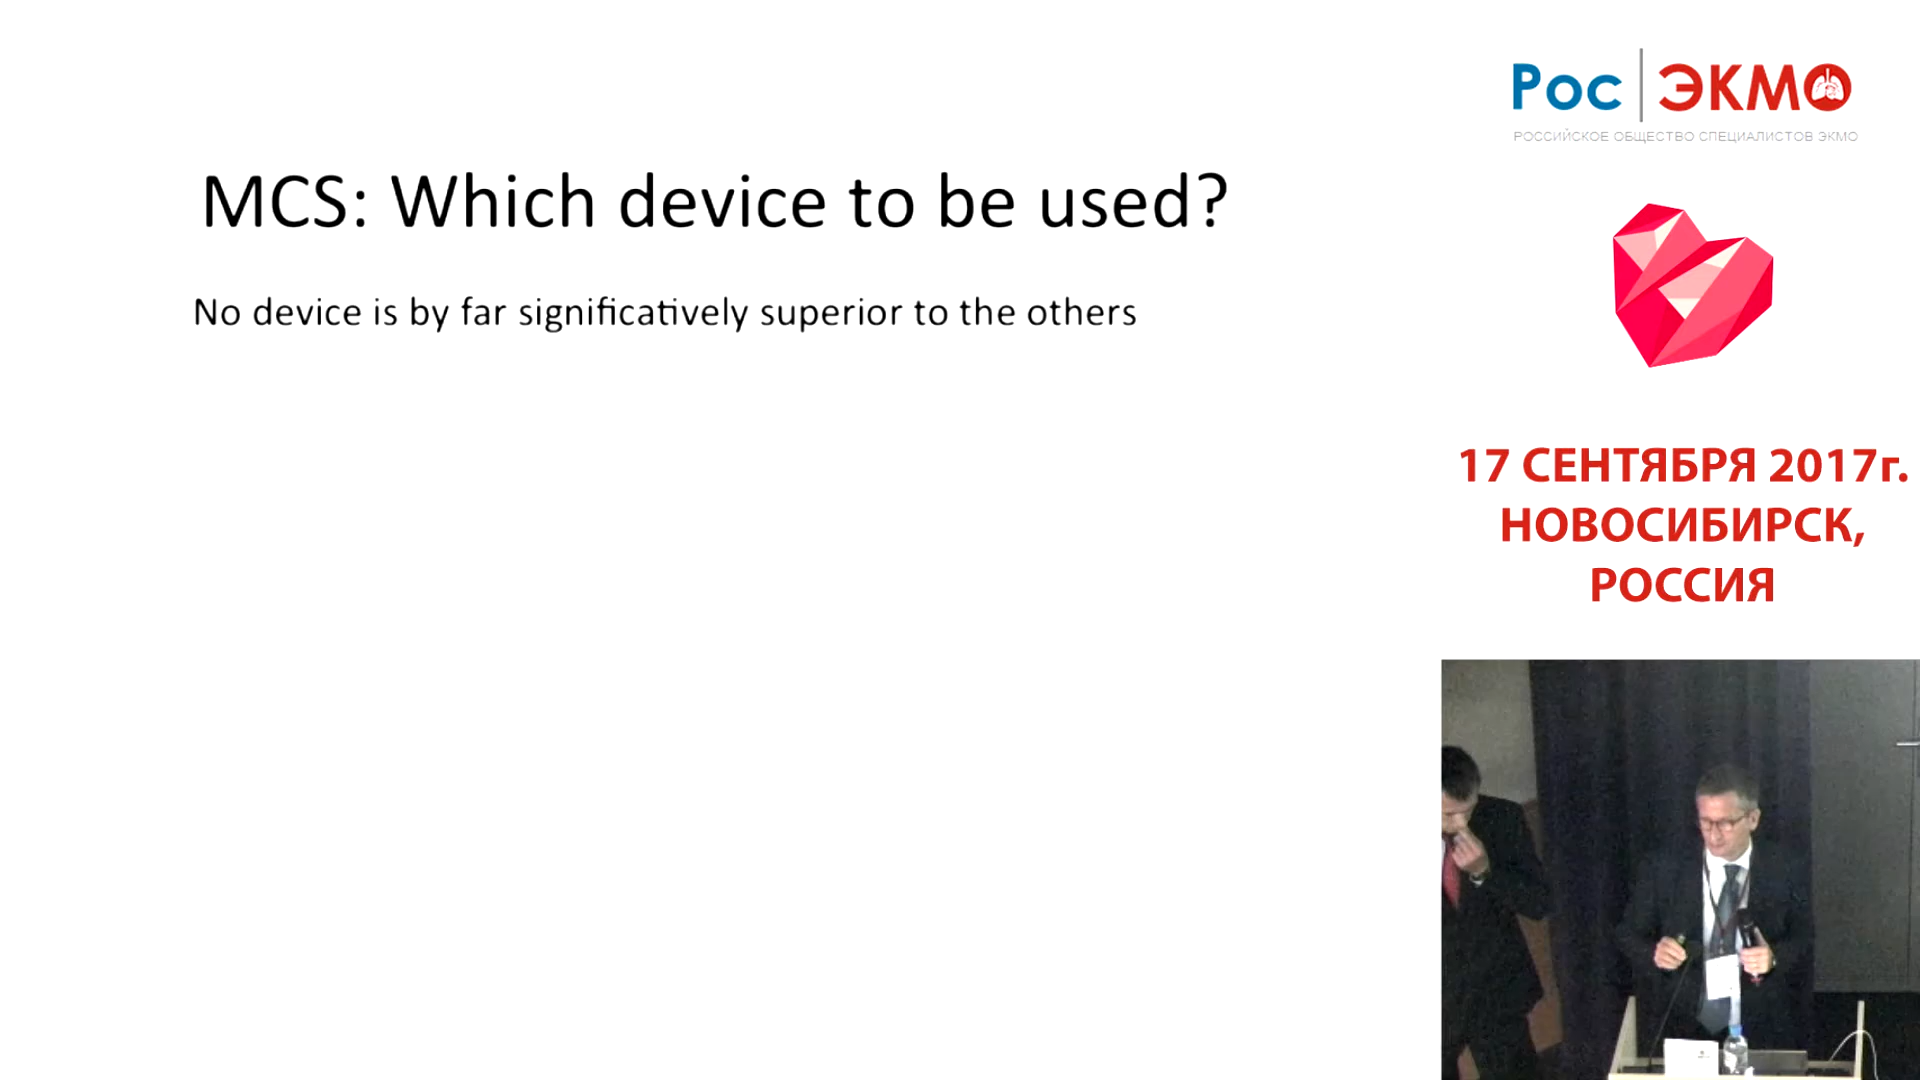 Рос ЭКМО
РОССИЙСКОЕ ОБЩЕСТВО СПЕЦИАЛИСТОВ ЭКМО
MCS: Which device to be used?
No device is by far significatively superior to the others
17 СЕНТЯБРЯ 2017г.
НОВОСИБИРСК,
РОССИЯ